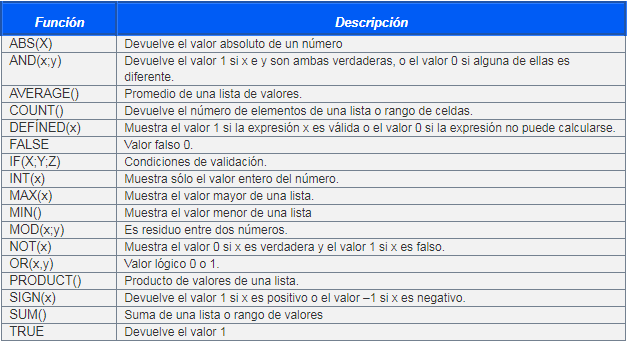 Función Descripción
ABS(X) Devuelve el valor absoluto de un número
AND(x;y) Devuelve el valor 1 si x e y son ambas verdaderas, o el valor 0 si alguna de ellas es
diferente.
AVERAGE() Promedio de una lista de valores.
COUNT() Devuelve el número de elementos de una lista o rango de celdas.
DEFÍNED(x) Muestra el valor 1 si la expresión x es válida o el valor 0 si la expresión no puede calcularse.
FALSE Valor falso 0.
IF(X;Y;Z) Condiciones de validación.
INT(x) Muestra sólo el valor entero del número.
MAX(x) Muestra el valor mayor de una lista.
MIN() Muestra el valor menor de una lista
MOD(x;y) Es residuo entre dos números.
NOT(x) Muestra el valor 0 si x es verdadera y el valor 1 si x es falso.
OR(x,y) Valor lógico 0 o 1.
PRODUCT() Producto de valores de una lista.
SIGN(x) Devuelve el valor 1 si x es positivo o el valor –1 si x es negativo.
SUM() Suma de una lista o rango de valores
TRUE Devuelve el valor 1